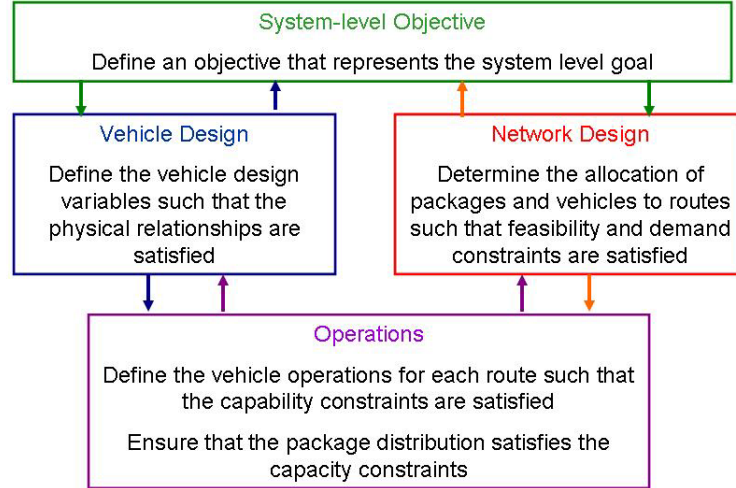 System-level Objective
Define an objective that represents the system level goal
Vehicle Design
Define the vehicle design
variables such that the
physical relationships are
satisfied
Network Design
Determine the allocation of
packages and vehicles to routes
such that feasibility and demand
constraints are satisfied
Operations
Define the vehicle operations for each route such that
the capability constraints are satisfied
Ensure that the package distribution satisfies the
capacity constraints